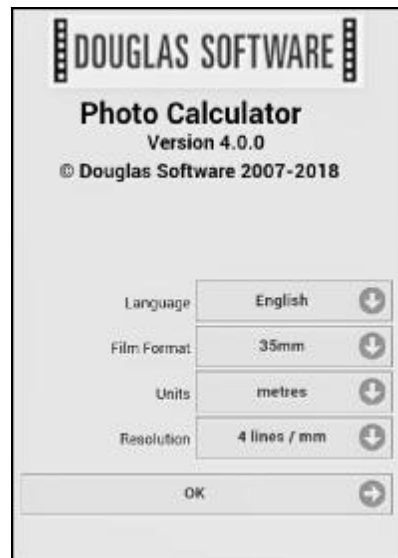 DOUGLAS SOFTWARE
Photo Calculator
Version 4.0.0
© Douglas Software 2007-2018
Language English
Film Format 35mm
Units metres
Resolution 4 lines / mm
OK